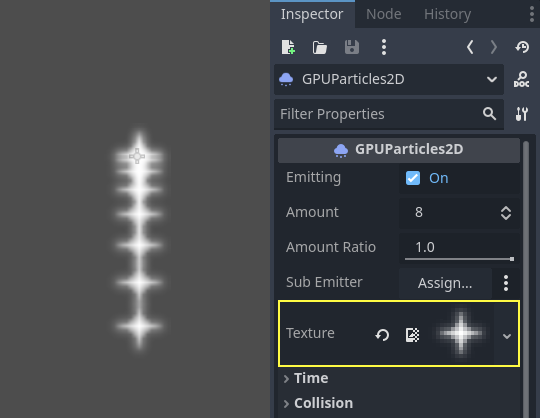 Inspector Node History
GPUParticles2D
DOC
Filter Properties
GPUParticles2D
Emitting On
Amount 8
Amount Ratio 1.0
Sub Emitter Assign...
Texture
Time
Collision